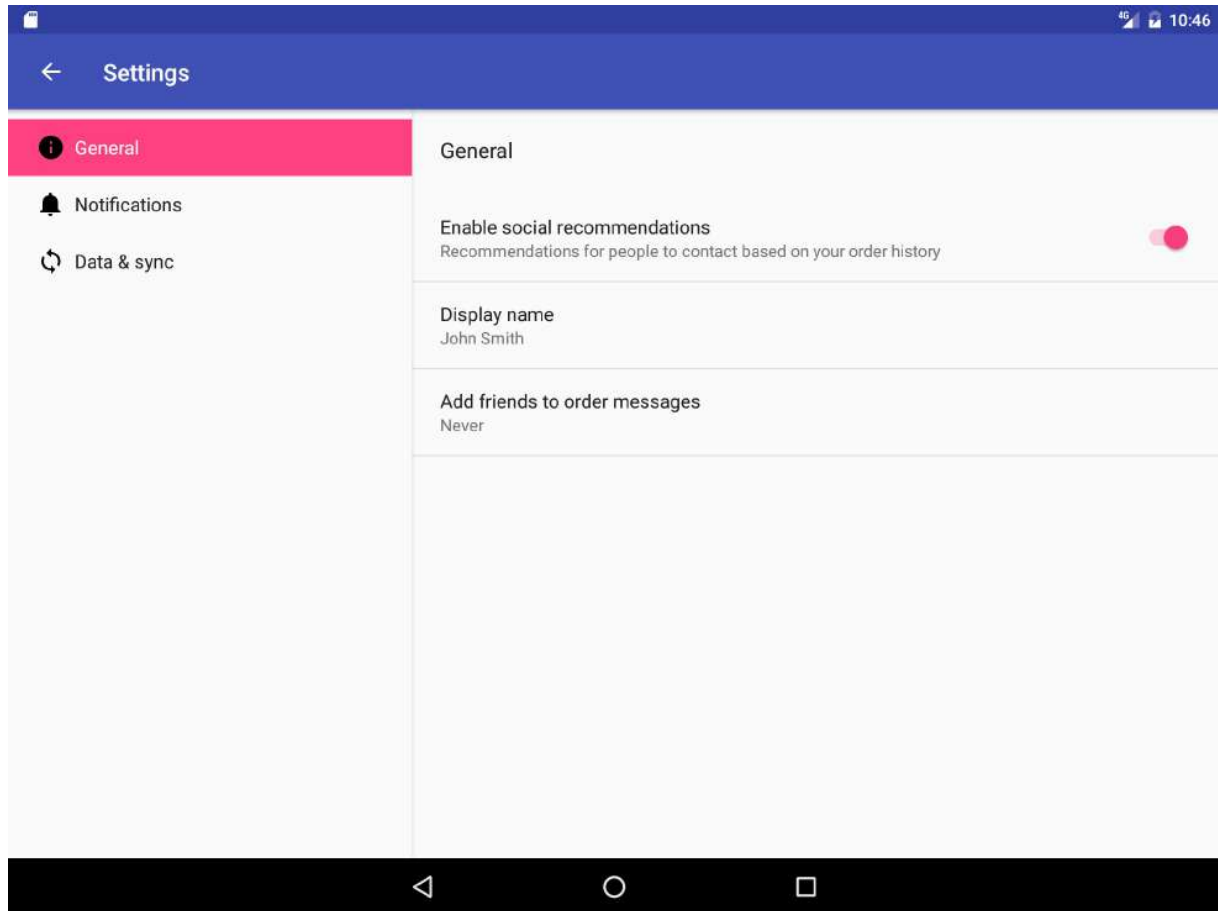 4G 10:46
Settings
General
Notifications
Data & sync
General
Enable social recommendations
Recommendations for people to contact based on your order history
Display name
John Smith
Add friends to order messages
Never